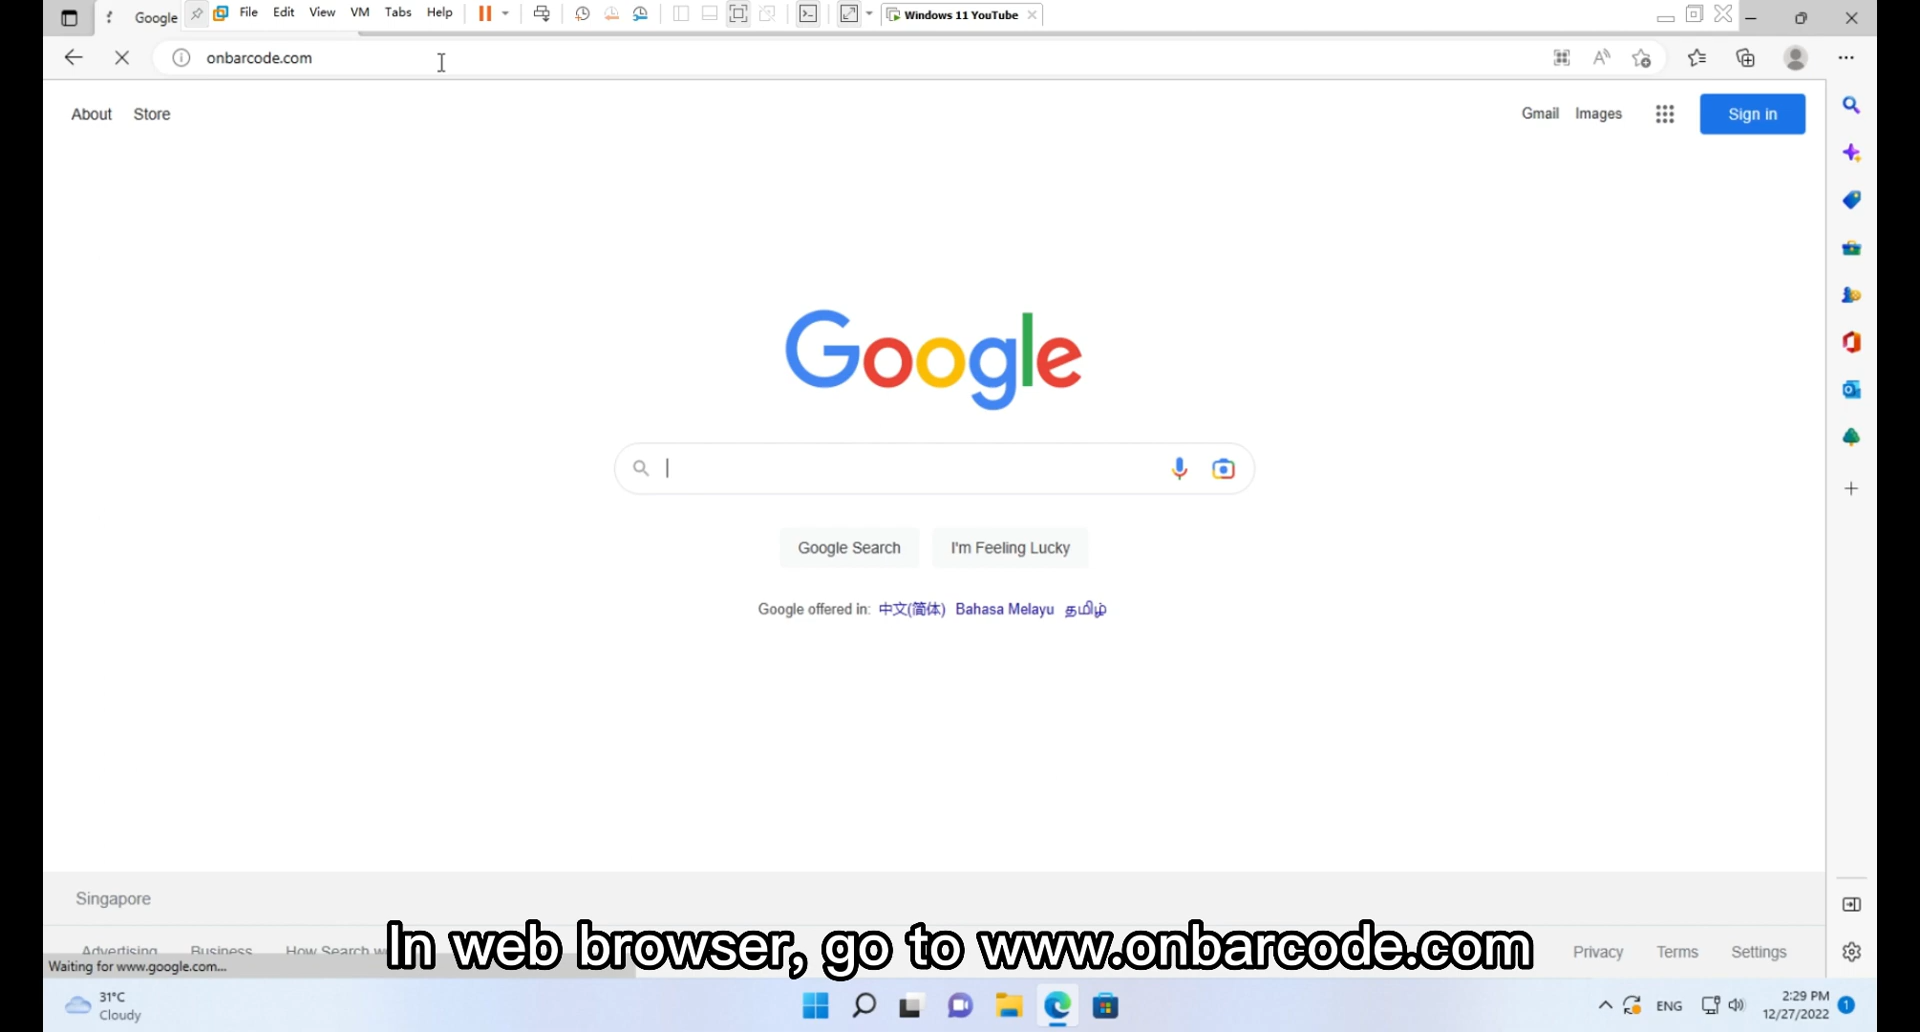 Google File Edit View VM Tabs Help Windows 11 YouTube
onbarcode.com
About Store Gmail Images Sign in
Google
Google Search I'm Feeling Lucky
Google offered in: 中文(简体) Bahasa Melayu தமிழ்
Singapore
Advertising Business How Search Privacy Terms Settings
In web browser, go to www.onbarcode.com
Waiting for www.google.com...
31°C
Cloudy
ENG
2:29 PM
12/27/2022
1